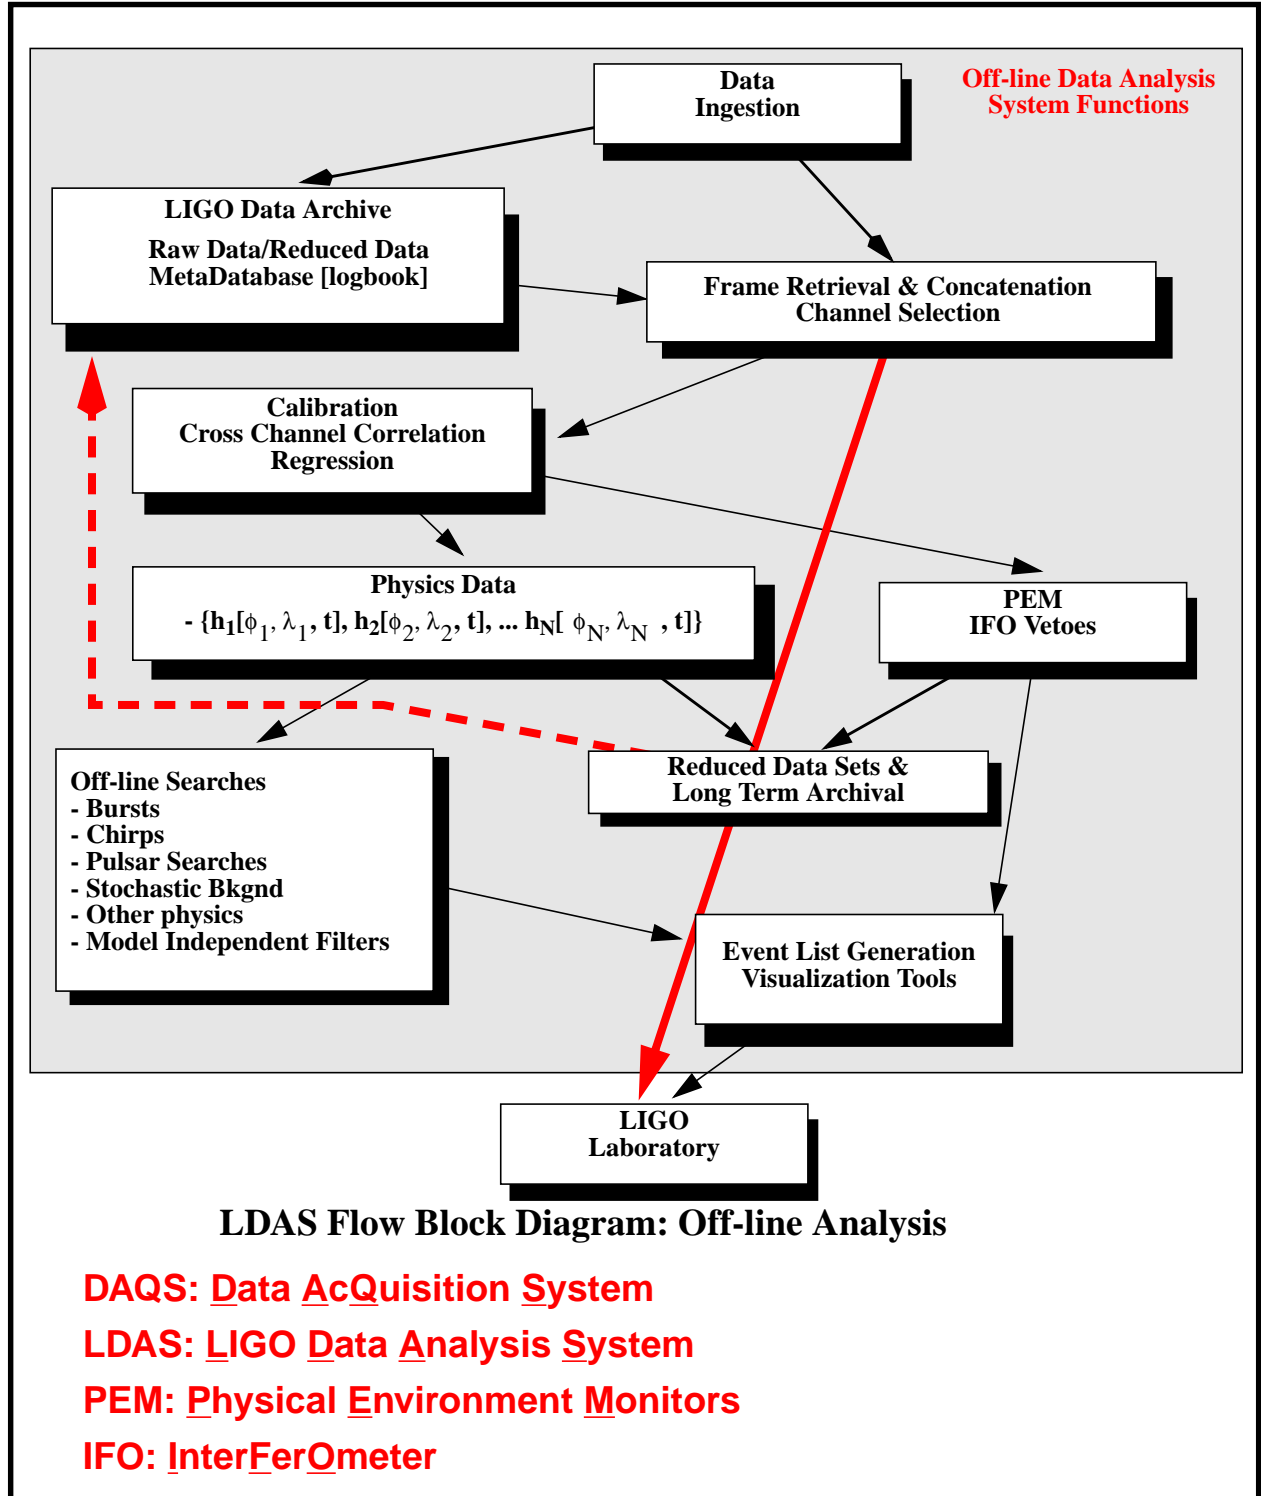 Data
Ingestion
Off-line Data Analysis
System Functions
LIGO Data Archive
Raw Data/Reduced Data
MetaDatabase [logbook]
Frame Retrieval & Concatenation
Channel Selection
Calibration
Cross Channel Correlation
Regression
Physics Data
- {h1[ϕ1, λ1, t], h2[ϕ2, λ2, t], ... hN[ ϕN, λN , t]}
PEM
IFO Vetoes
Off-line Searches
- Bursts
- Chirps
- Pulsar Searches
- Stochastic Bkgnd
- Other physics
- Model Independent Filters
Reduced Data Sets &
Long Term Archival
Event List Generation
Visualization Tools
LIGO
Laboratory
LDAS Flow Block Diagram: Off-line Analysis
DAQS: Data AcQuisition System
LDAS: LIGO Data Analysis System
PEM: Physical Environment Monitors
IFO: InterFerOmeter